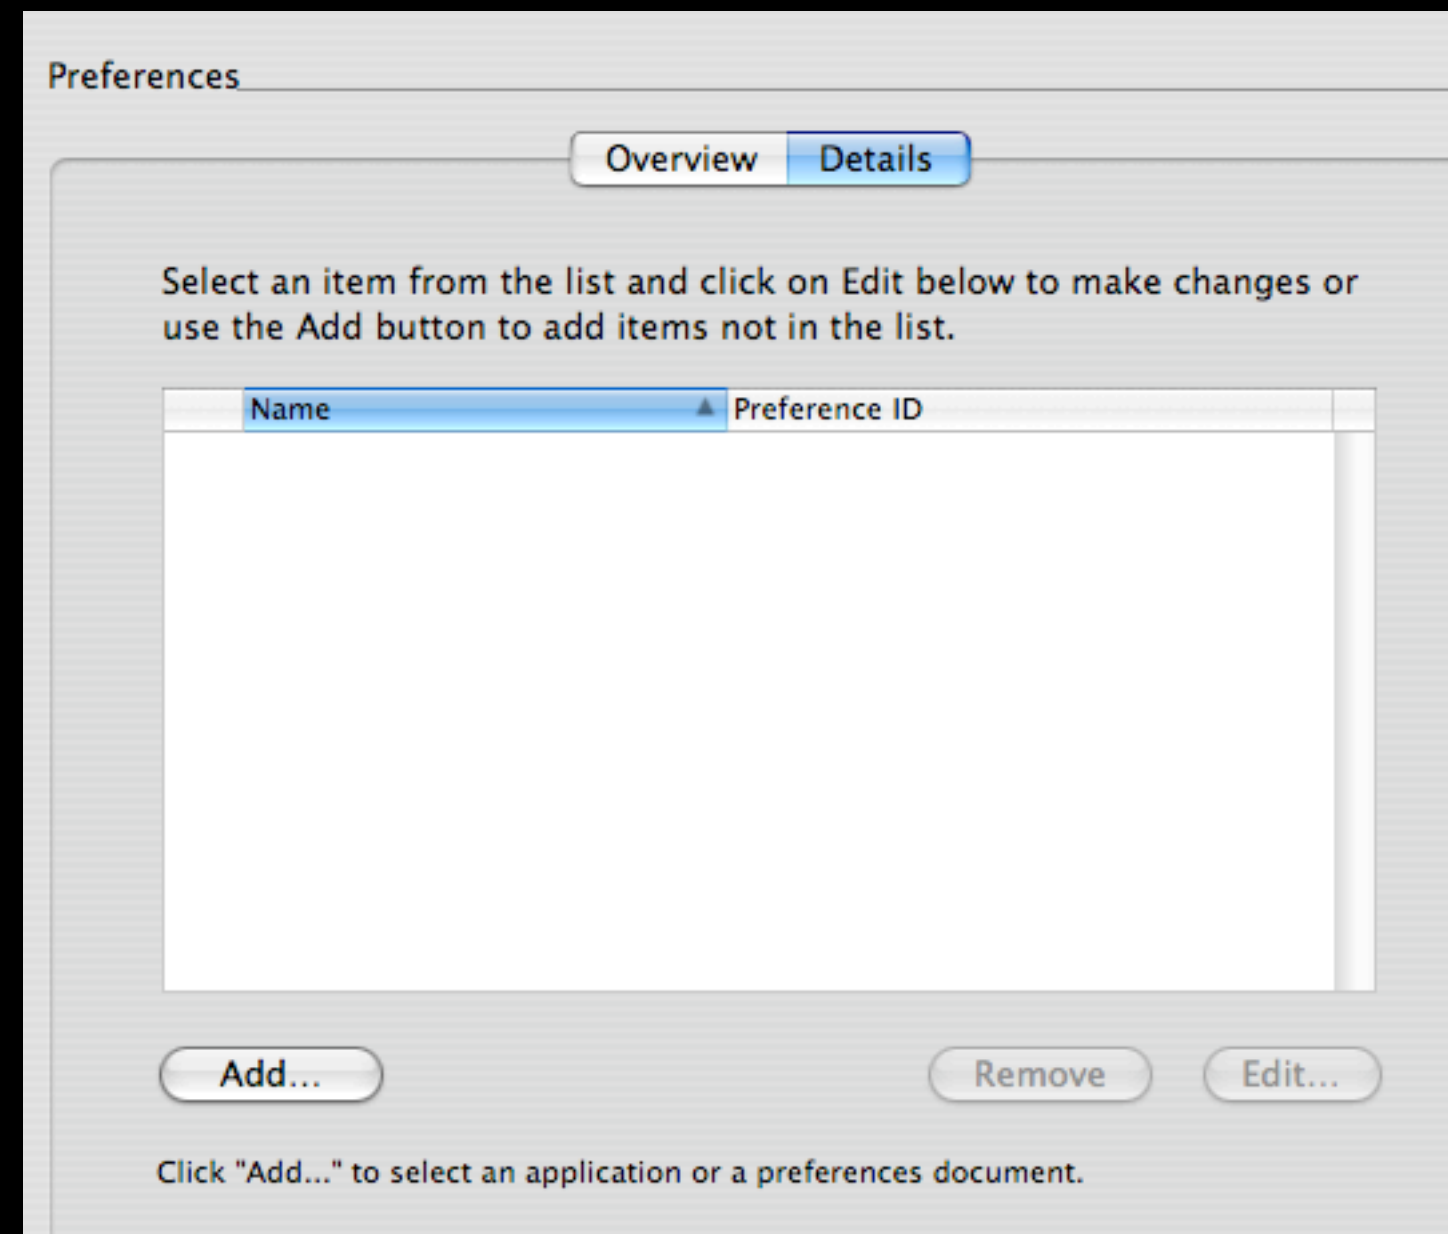 Preferences
Overview Details
Select an item from the list and click on Edit below to make changes or
use the Add button to add items not in the list.
Name Preference ID
Add... Remove Edit...
Click "Add..." to select an application or a preferences document.